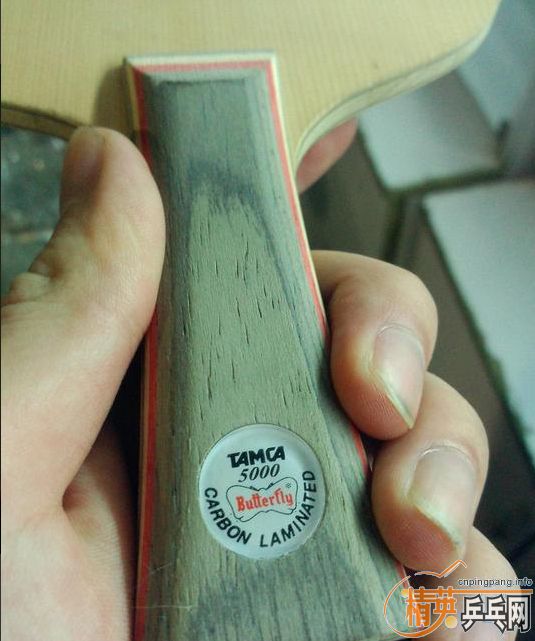 TAMCA
5000
Butterfly®
CARBON LAMINATED
cnpingpang.info
精英乒乓网